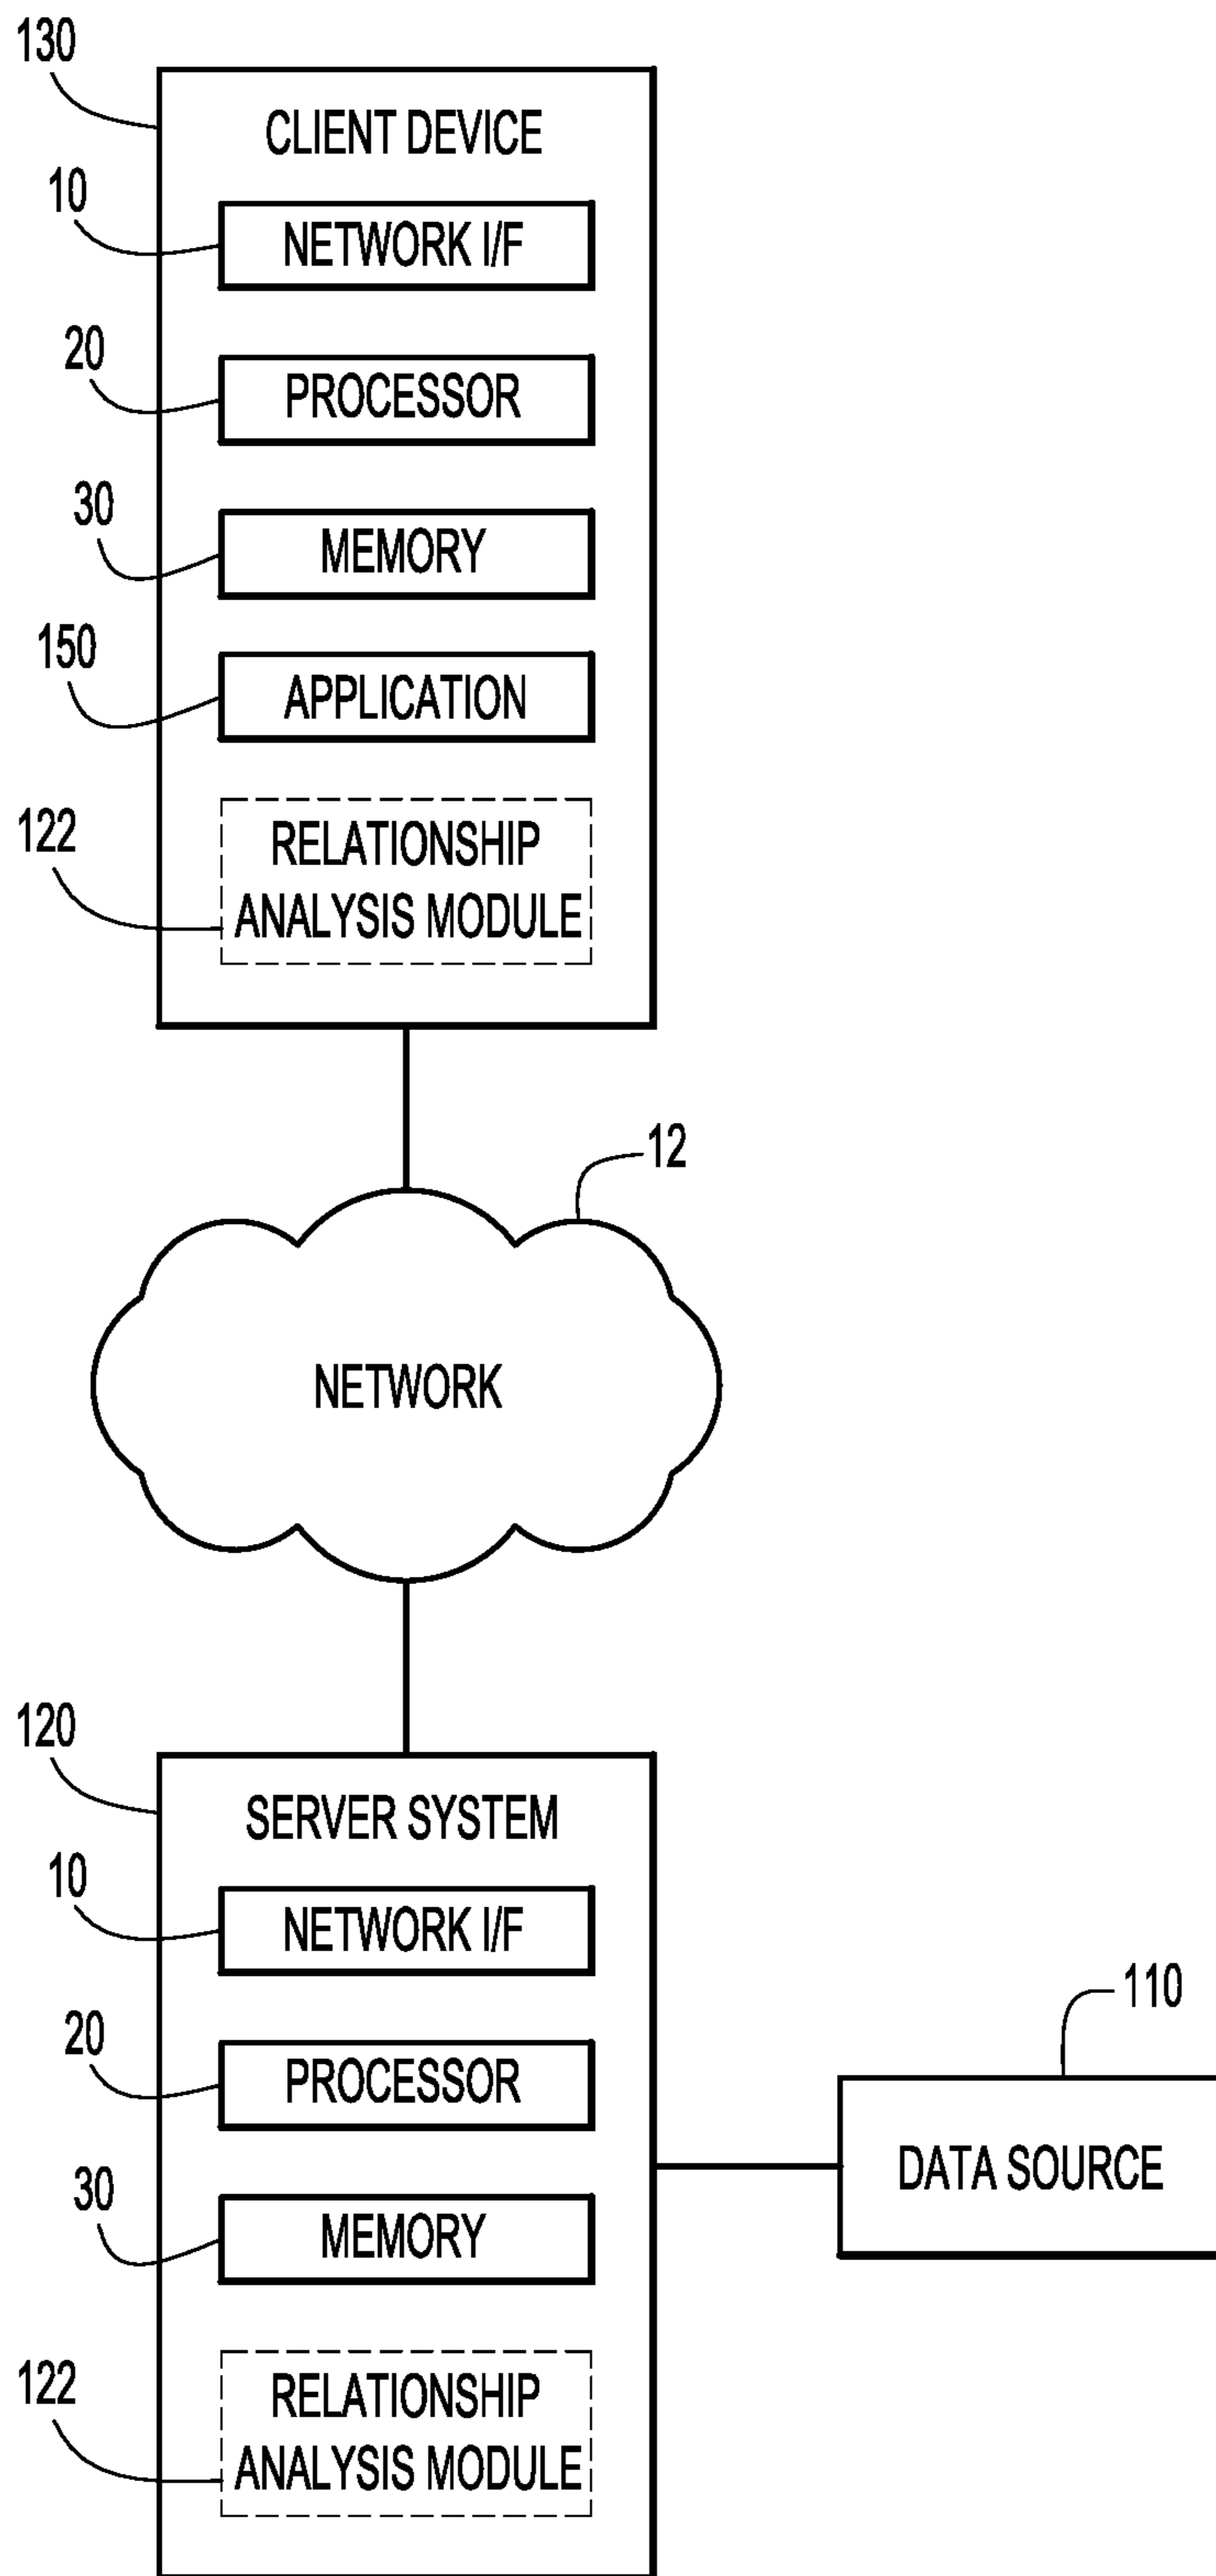 130
CLIENT DEVICE
10
NETWORK I/F
20
PROCESSOR
30
MEMORY
150
APPLICATION
122
RELATIONSHIP
ANALYSIS MODULE
12
NETWORK
120
SERVER SYSTEM
10
NETWORK I/F
110
20
PROCESSOR
DATA SOURCE
30
MEMORY
122
RELATIONSHIP
ANALYSIS MODULE